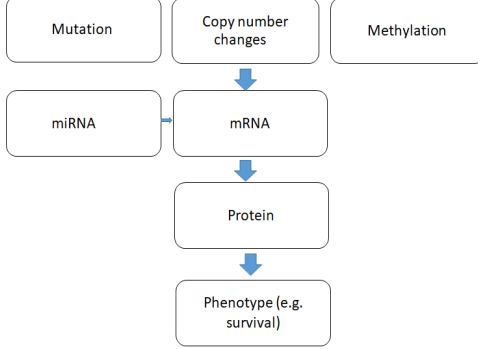 Mutation
Copy number
changes
Methylation
miRNA
mRNA
Protein
Phenotype (e.g.
survival)